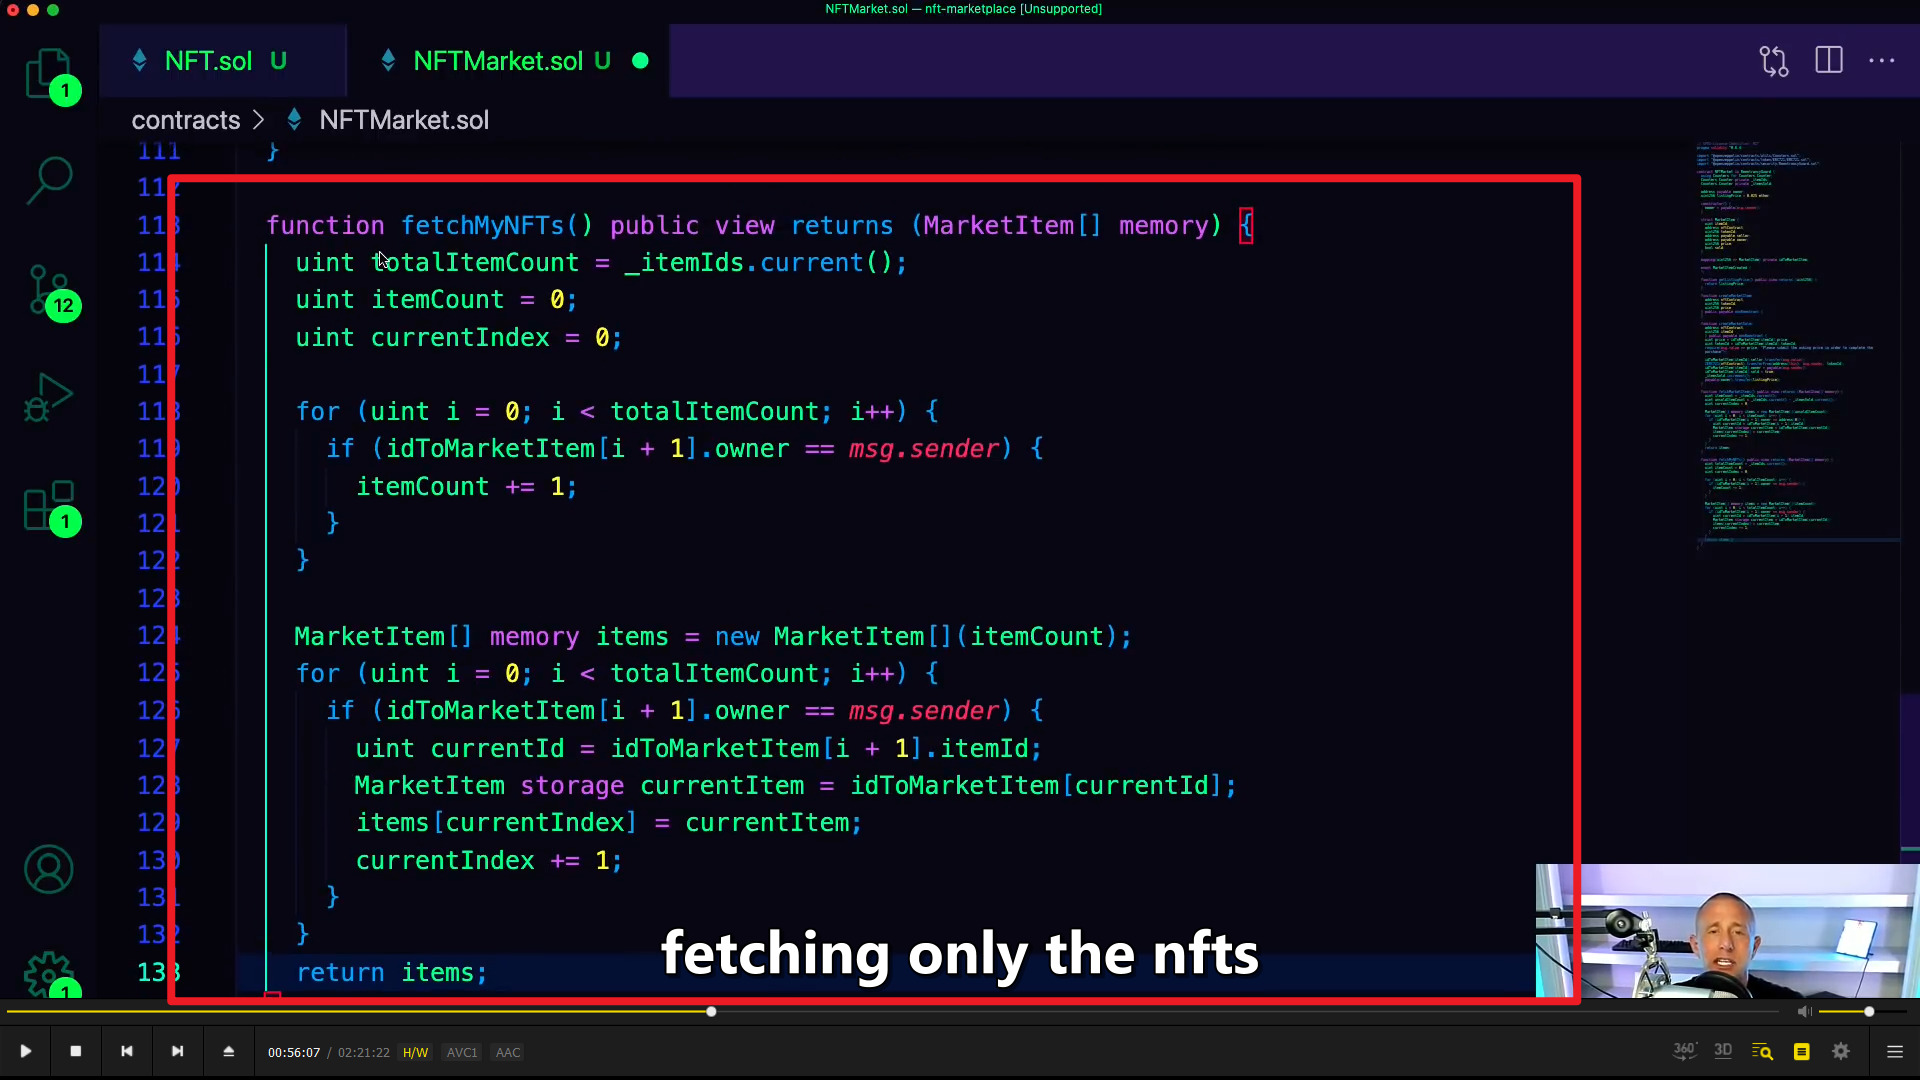 NFTMarket.sol — nft-marketplace [Unsupported]
NFT.sol U
NFTMarket.sol U
1
contracts > NFTMarket.sol
111 }
112
113 function fetchMyNFTs() public view returns (MarketItem[] memory) {
114 uint totalItemCount = _itemIds.current();
115 uint itemCount = 0;
116 uint currentIndex = 0;
117
118 for (uint i = 0; i < totalItemCount; i++) {
119 if (idToMarketItem[i + 1].owner == msg.sender) {
120 itemCount += 1;
121 }
122 }
123
124 MarketItem[] memory items = new MarketItem[](itemCount);
125 for (uint i = 0; i < totalItemCount; i++) {
126 if (idToMarketItem[i + 1].owner == msg.sender) {
127 uint currentId = idToMarketItem[i + 1].itemId;
128 MarketItem storage currentItem = idToMarketItem[currentId];
129 items[currentIndex] = currentItem;
130 currentIndex += 1;
131 }
132 }
133 return items;
12
1
1
fetching only the nfts
00:56:07 / 02:21:22 H/W AVC1 AAC
360° 3D